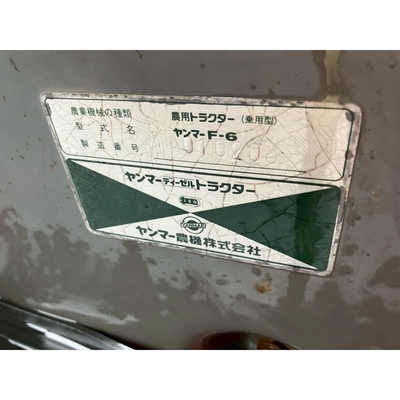 農業機械の種類 農用トラクター(乗用型)
型式名 ヤンマーF-6
製造番号
ヤンマーディーゼルトラクター
YANMAR
ヤンマー農機株式会社